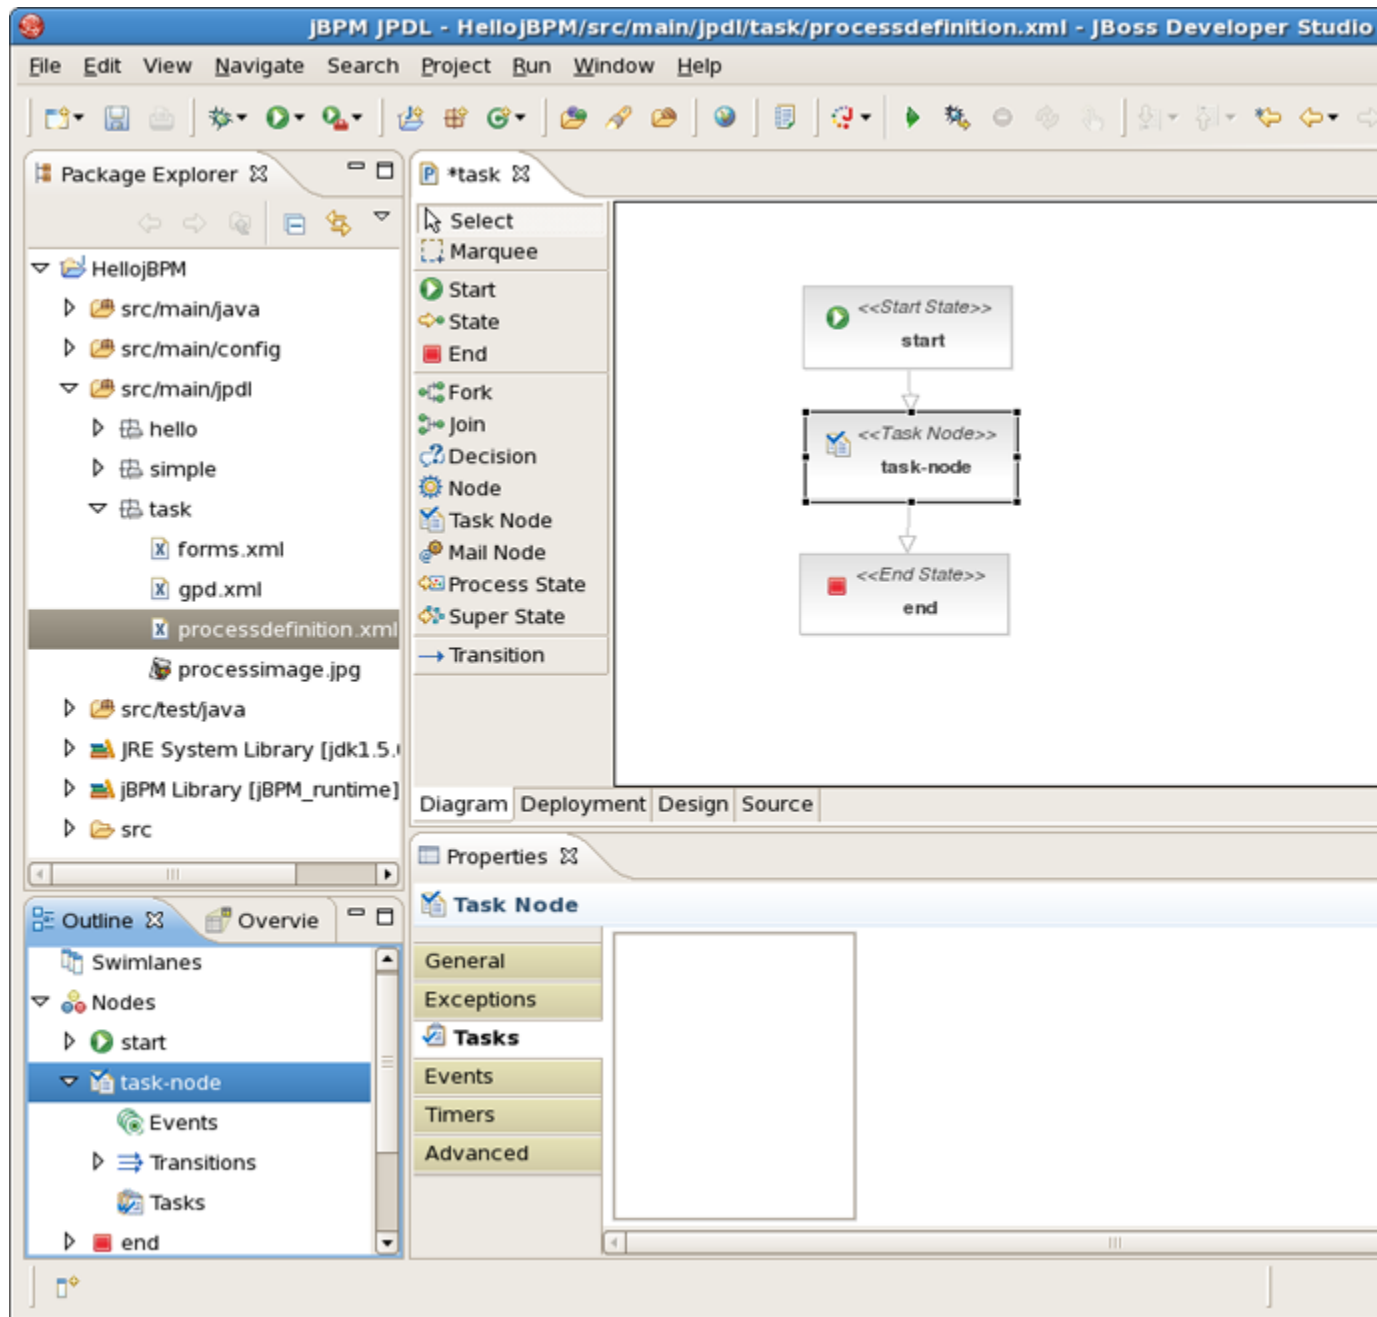 jBPM JPDL - HellojBPM/src/main/jpdl/task/processdefinition.xml - JBoss Developer Studio
File Edit View Navigate Search Project Run Window Help
Package Explorer
HellojBPM
src/main/java
src/main/config
src/main/jpdl
hello
simple
task
forms.xml
gpd.xml
processdefinition.xml
processimage.jpg
src/test/java
JRE System Library [jdk1.5.
jBPM Library [jBPM_runtime]
src
*task
Select
Marquee
Start
State
End
Fork
Join
Decision
Node
Task Node
Mail Node
Process State
Super State
Transition
<<Start State>>
start
<<Task Node>>
task-node
<<End State>>
end
Diagram Deployment Design Source
Outline Overvie
Swimlanes
Nodes
start
task-node
Events
Transitions
Tasks
end
Properties
Task Node
General
Exceptions
Tasks
Events
Timers
Advanced